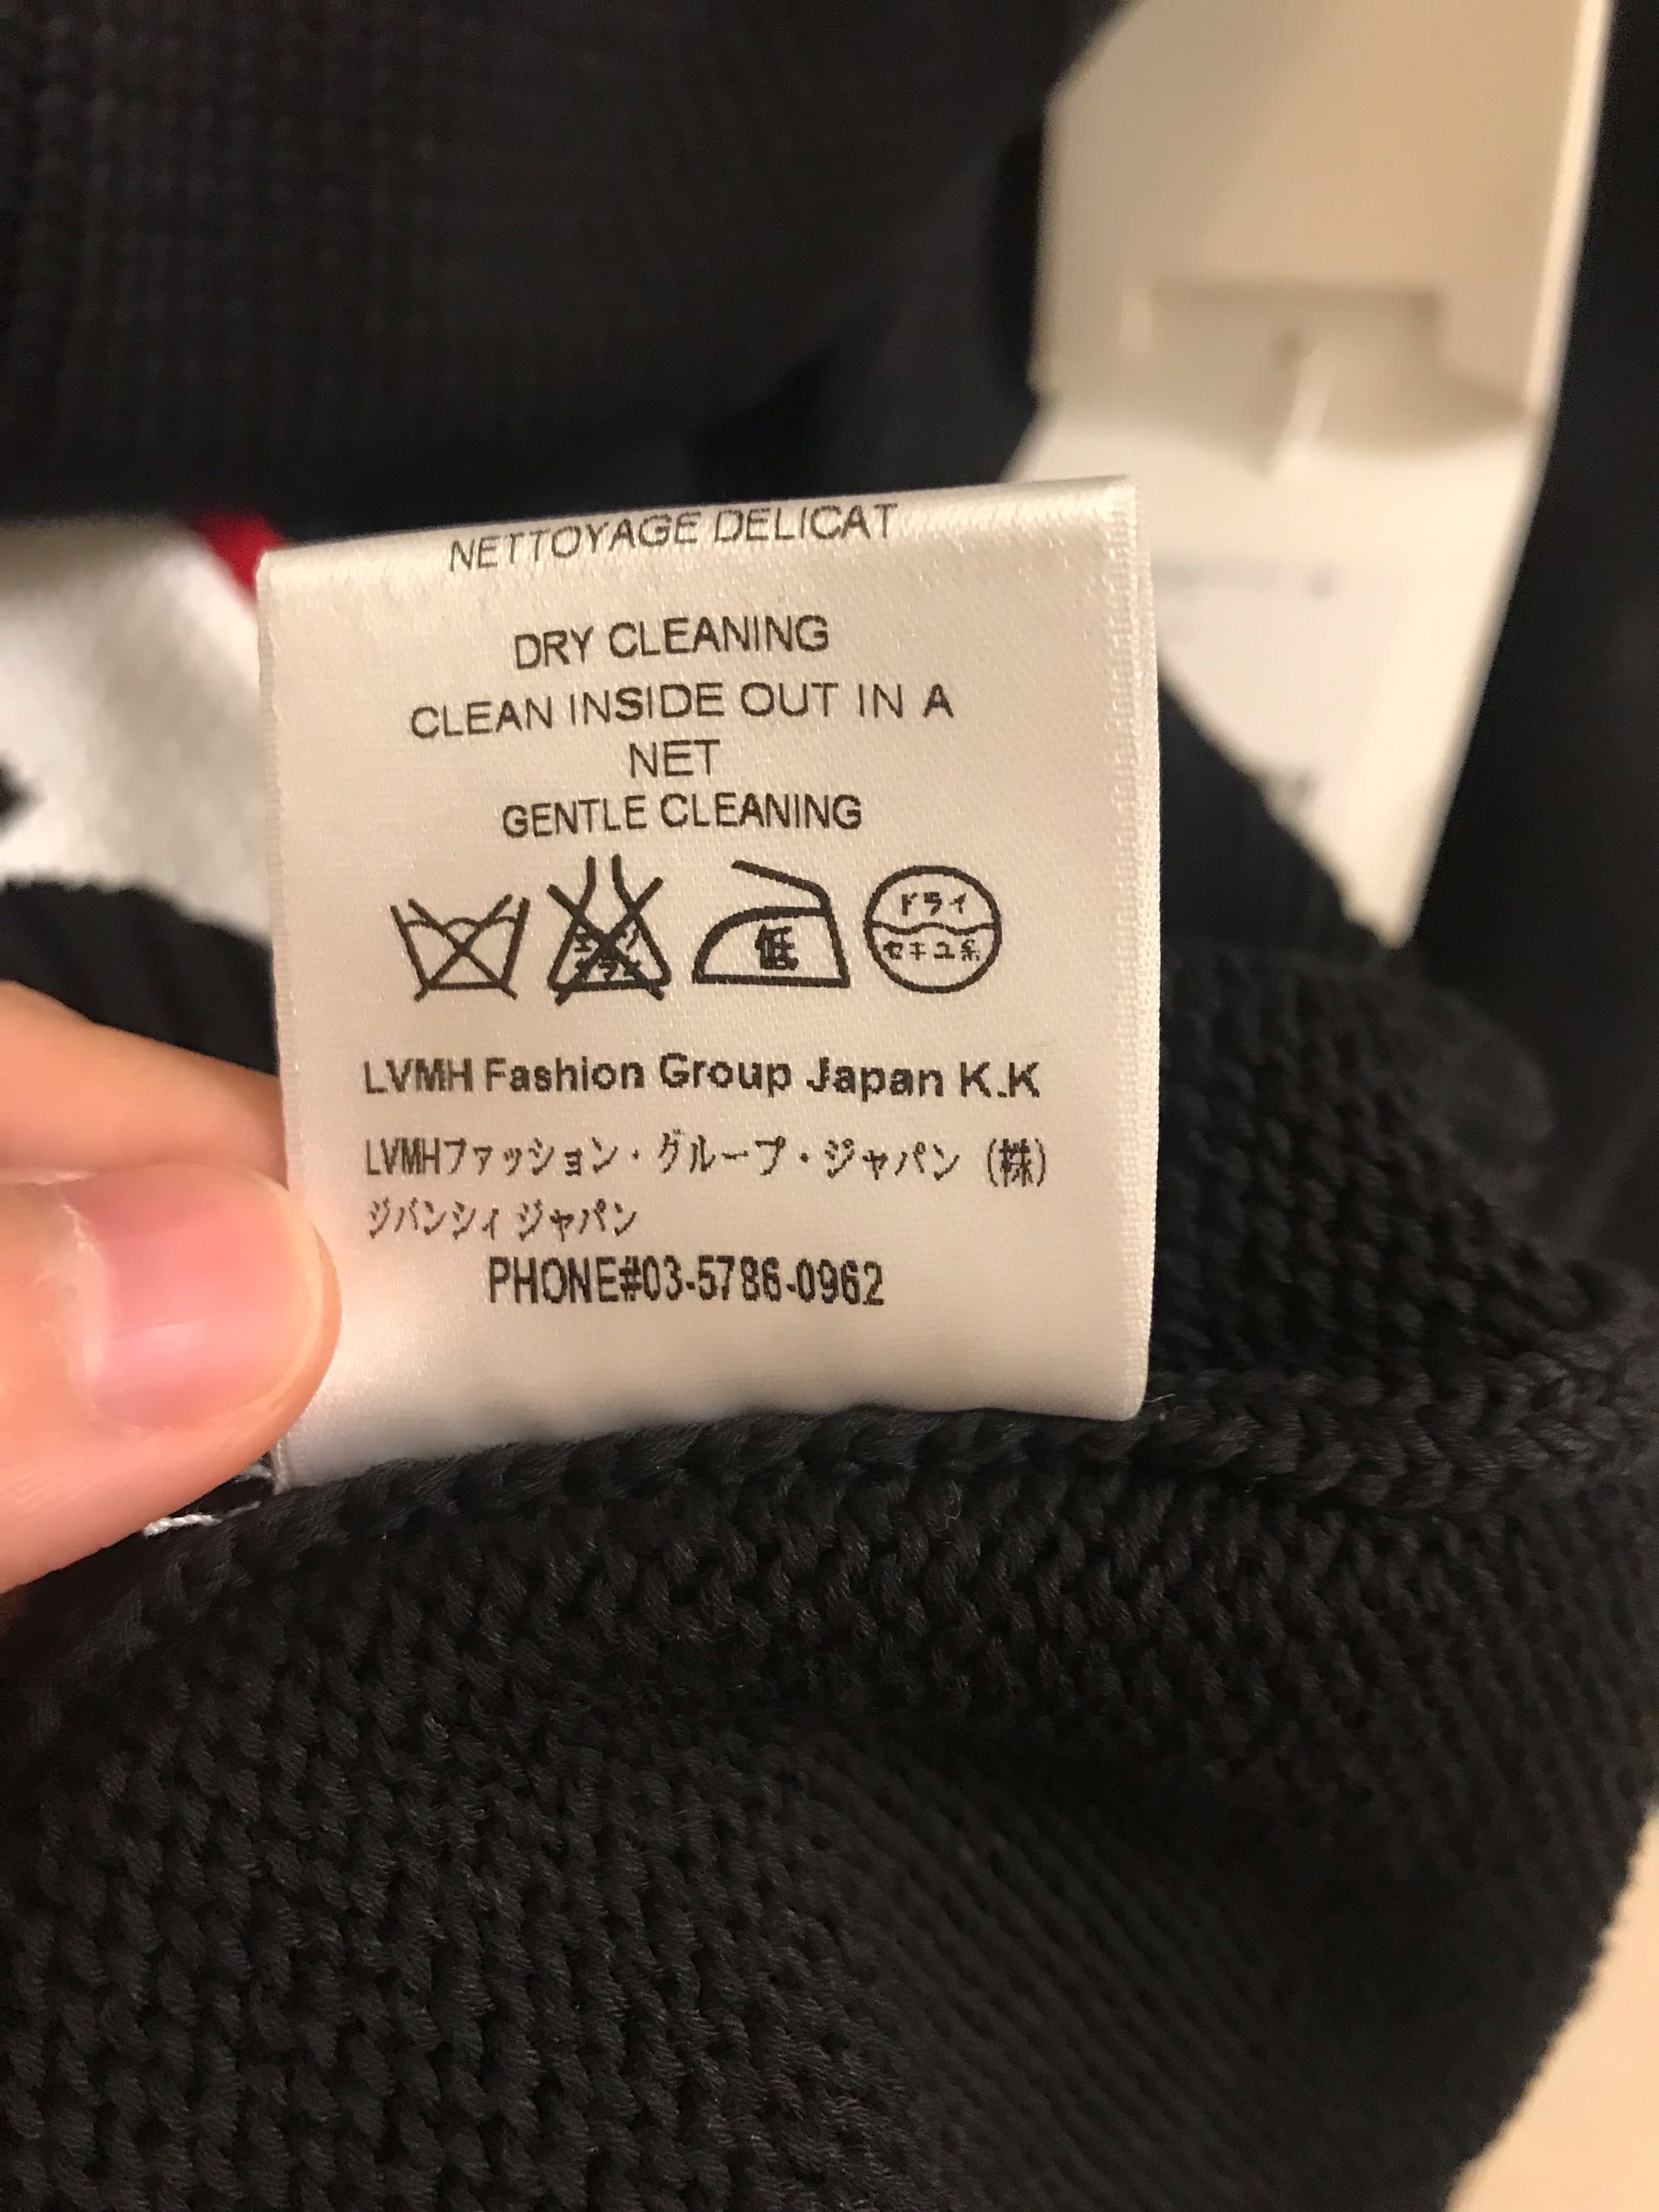 NETTOYAGE DELICAT
DRY CLEANING
CLEAN INSIDE OUT IN A
NET
GENTLE CLEANING
低
ドライ
セキユ系
LVMH Fashion Group Japan K.K
LVMHファッション・グループ・ジャパン (株)
ジバンシィ ジャパン
PHONE#03-5786-0962